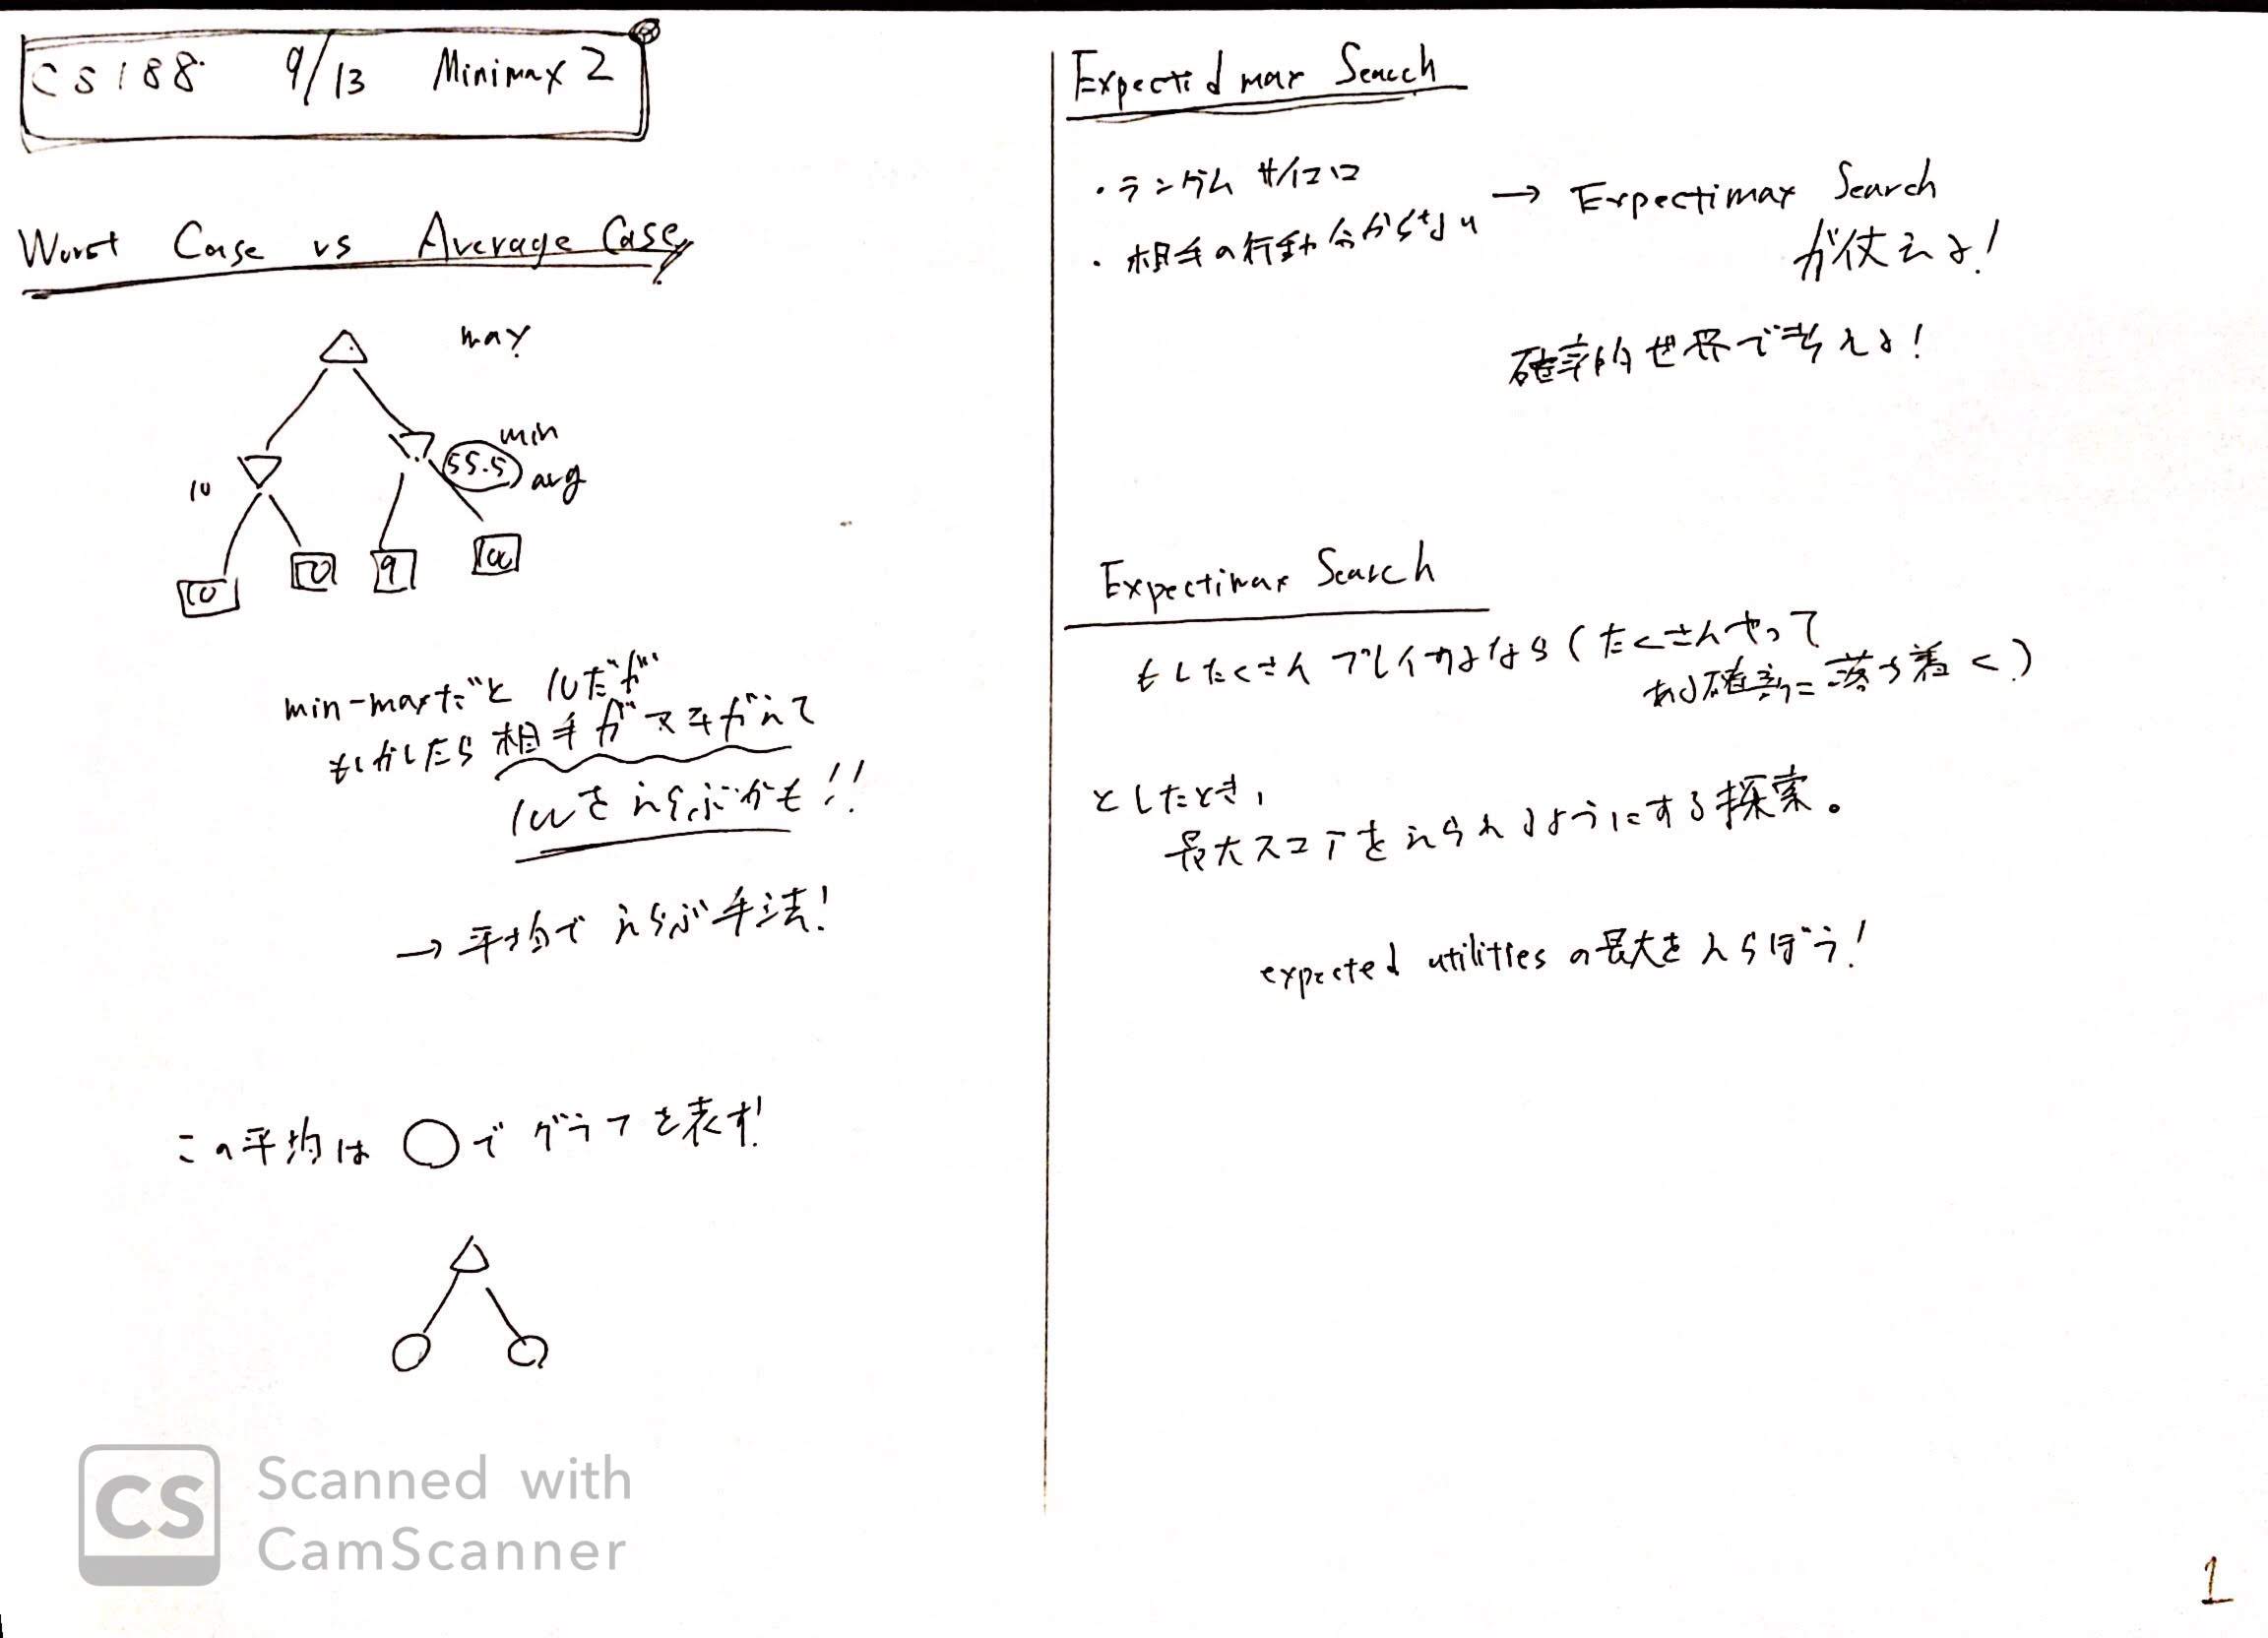 CS188 9/13 Minimax 2
Worst Case vs Average Case
max
min
55.5
avg
10
10
10
9
100
min-maxだと 10だが
もしかしたら 相手がマチがえて
100をえらぶかも!!
→ 平均でえらぶ手法!
この平均は ○で グラフを表す!
Expected max Search
・ランダム サイコロ
・相手の行動分からない
→ Expectimax Search
が使える!
確率的世界で考える!
Expectimax Search
もしたくさん プレイするなら (たくさんやって
ある確率に落ち着く)
としたとき,
最大スコアをえられるようにする探索。
expected utilities の最大をえらぼう!
CS
Scanned with
CamScanner
1